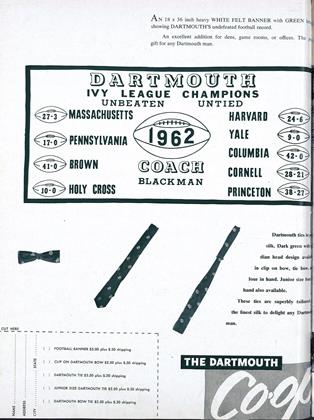 AN 18 x 36 inch heavy WHITE FELT BANNER with GREEN
showing DARTMOUTH'S undefeated football record.
An excellent addition for dens, game rooms, or offices. The
gift for any Dartmouth man.
DARTMOUTH
IVY LEAGUE CHAMPIONS
UNBEATEN UNTIED
27-3 MASSACHUSETTS
17-0 PENNSYLVANIA
41-0 BROWN
10-0 HOLY CROSS
1962
COACH
BLACKMAN
HARVARD 24-6
YALE 9-0
COLUMBIA 42-0
CORNELL 28-21
PRINCETON 38-27
Dartmouth ties
silk, Dark green
dian head design
in clip on bow, tie bow,
four in hand. Junior size
hand also available.
These ties are superbly
the finest silk to delight any
man.
CUT HERE
NAME
ADDRESS
CITY
STATE
( ) FOOTBALL BANNER $5.00 plus $.50 shipping
( ) CLIP ON DARTMOUTH BOW $2.00 plus $.50 shipping
( ) DARTMOUTH TIE $3.50 plus $.50 shipping
( ) JUNIOR SIZE DARTMOUTH TIE $2.50 plus $.50 shipping
( ) DARTMOUTH BOW TIE $2.50 plus $.50 shipping
THE DARTMOUTH
Co-op